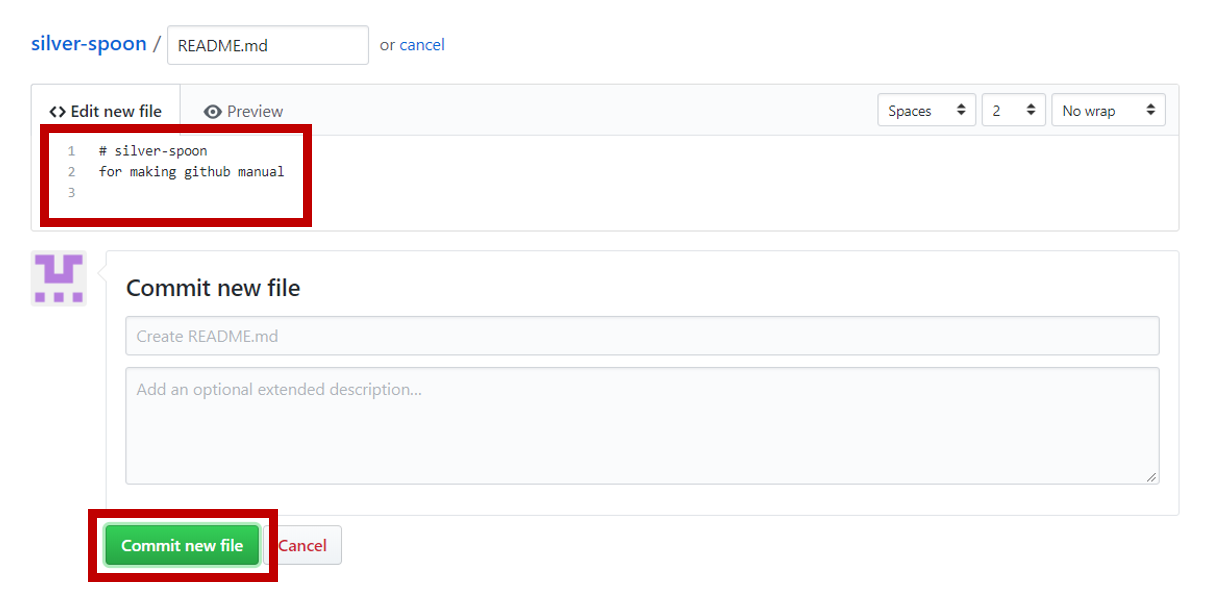 silver-spoon / README.md or cancel
<> Edit new file Preview Spaces 2 No wrap
1 # silver-spoon
2 for making github manual
3
Commit new file
Create README.md
Add an optional extended description...
Commit new file Cancel